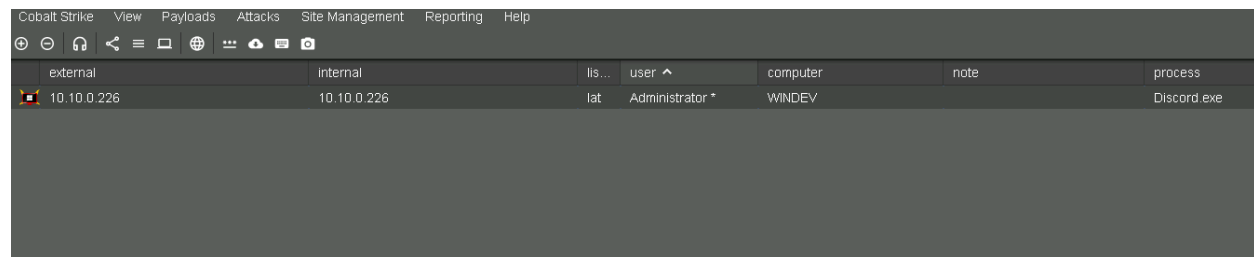 Cobalt Strike View Payloads Attacks Site Management Reporting Help
external internal lis... user computer note process
10.10.0.226 10.10.0.226 lat Administrator * WINDEV Discord.exe